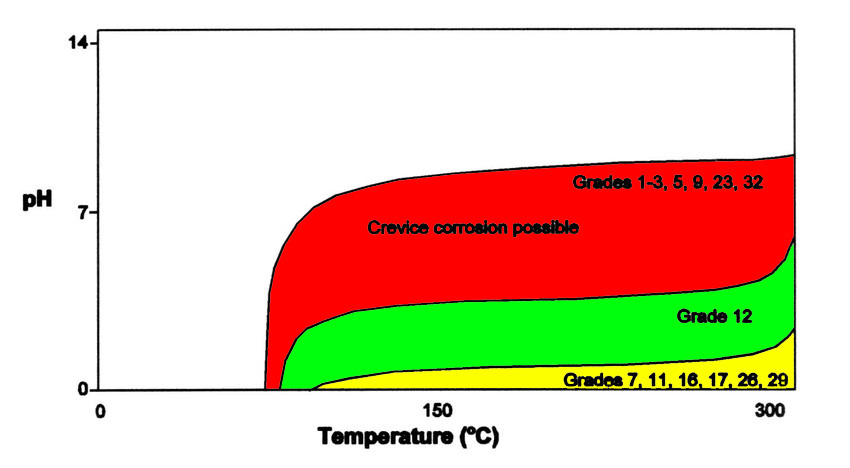 14
pH
7
0
Grades 1-3, 5, 9, 23, 32
Crevice corrosion possible
Grade 12
Grades 7, 11, 16, 17, 26, 29
0 150 300
Temperature (ºC)